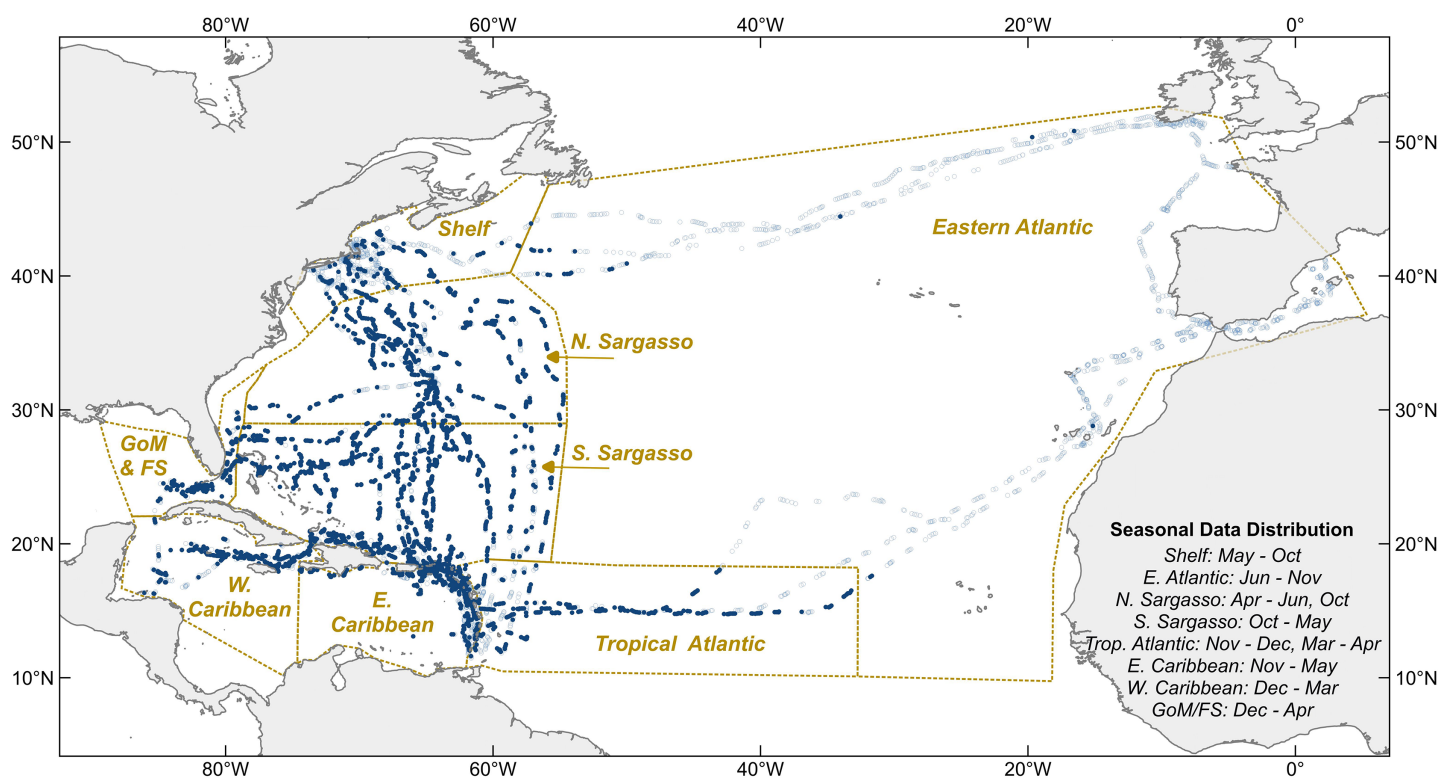 80°W 60°W 40°W 20°W 0°
50°N 50°N
Shelf
Eastern Atlantic
40°N 40°N
N. Sargasso
30°N 30°N
GoM
& FS
S. Sargasso
20°N 20°N
W.
Caribbean
E.
Caribbean
Tropical Atlantic
10°N 10°N
Seasonal Data Distribution
Shelf: May - Oct
E. Atlantic: Jun - Nov
N. Sargasso: Apr - Jun, Oct
S. Sargasso: Oct - May
Trop. Atlantic: Nov - Dec, Mar - Apr
E. Caribbean: Nov - May
W. Caribbean: Dec - Mar
GoM/FS: Dec - Apr
80°W 60°W 40°W 20°W 0°